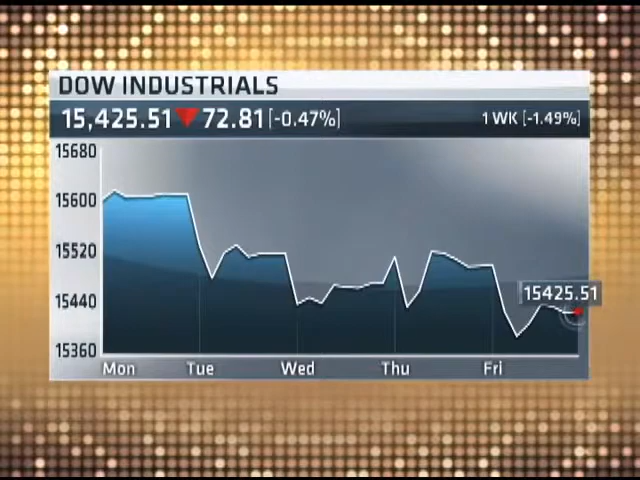 DOW INDUSTRIALS
15,425.51 ▼ 72.81 [-0.47%] 1 WK [-1.49%]
15680
15600
15520
15440
15360
15425.51
Mon Tue Wed Thu Fri